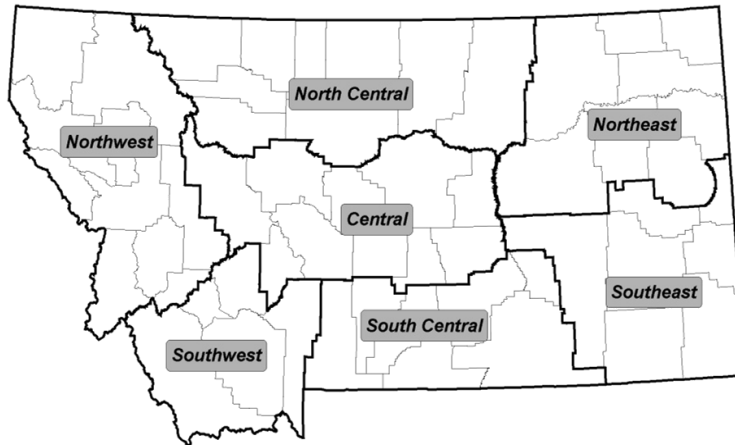 North Central
Northeast
Northwest
Central
Southeast
South Central
Southwest